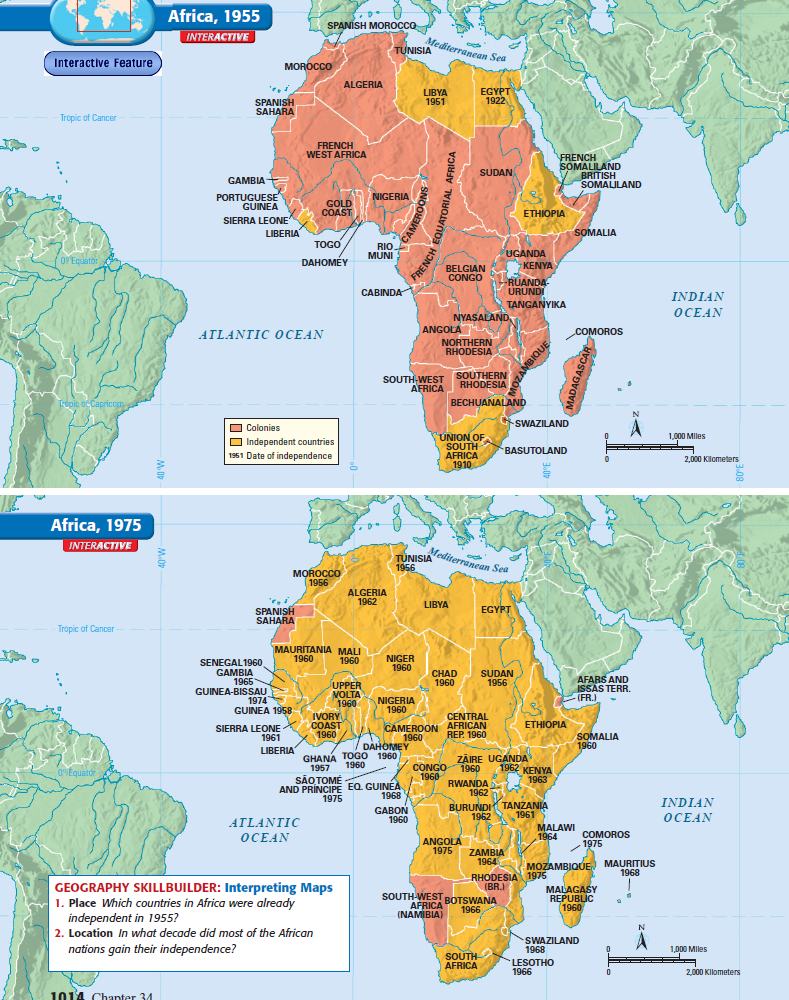 Africa, 1955
INTERACTIVE
Interactive Feature
SPANISH MOROCCO
TUNISIA
Mediterranean Sea
MOROCCO
ALGERIA
LIBYA
1951
EGYPT
1922
SPANISH
SAHARA
Tropic of Cancer
FRENCH
WEST AFRICA
FRENCH
SOMALILAND
BRITISH
SOMALILAND
SUDAN
GAMBIA
PORTUGUESE
GUINEA
NIGERIA
GOLD
COAST
CAMEROONS
FRENCH EQUATORIAL AFRICA
ETHIOPIA
SIERRA LEONE
LIBERIA
SOMALIA
TOGO
DAHOMEY
RIO
MUNI
UGANDA
KENYA
0° Equator
BELGIAN
CONGO
RUANDA-
URUNDI
CABINDA
TANGANYIKA
INDIAN
OCEAN
NYASALAND
ATLANTIC OCEAN
ANGOLA
COMOROS
NORTHERN
RHODESIA
MOZAMBIQUE
MADAGASCAR
SOUTH-WEST
AFRICA
SOUTHERN
RHODESIA
BECHUANALAND
Tropic of Capricorn
SWAZILAND
Colonies
Independent countries
1951 Date of independence
UNION OF
SOUTH
AFRICA
1910
BASUTOLAND
N
0 1,000 Miles
0 2,000 Kilometers
40°W
0°
40°E
80°E
Africa, 1975
INTERACTIVE
40°W
0°
40°E
80°E
TUNISIA
1956
Mediterranean Sea
MOROCCO
1956
ALGERIA
1962
LIBYA
EGYPT
SPANISH
SAHARA
Tropic of Cancer
MAURITANIA
1960
MALI
1960
NIGER
1960
CHAD
1960
SUDAN
1956
SENEGAL1960
GAMBIA
1965
GUINEA-BISSAU
1974
GUINEA 1958
AFARS AND
ISSAS TERR.
(FR.)
UPPER
VOLTA
1960
NIGERIA
1960
IVORY
COAST
1960
CENTRAL
AFRICAN
REP. 1960
ETHIOPIA
SIERRA LEONE
1961
CAMEROON
1960
SOMALIA
1960
LIBERIA
GHANA
1957
TOGO
1960
DAHOMEY
1960
ZAÏRE
1960
UGANDA
1962
KENYA
1963
0° Equator
SÃO TOMÉ
AND PRÍNCIPE
1975
EQ. GUINEA
1968
CONGO
1960
RWANDA
1962
GABON
1960
BURUNDI
1962
TANZANIA
1961
INDIAN
OCEAN
ATLANTIC
OCEAN
MALAWI
1964
COMOROS
1975
ANGOLA
1975
ZAMBIA
1964
MOZAMBIQUE
1975
MAURITIUS
1968
RHODESIA
(BR.)
SOUTH-WEST
AFRICA
(NAMIBIA)
BOTSWANA
1966
MALAGASY
REPUBLIC
1960
GEOGRAPHY SKILLBUILDER: Interpreting Maps
1. Place Which countries in Africa were already
independent in 1955?
2. Location In what decade did most of the African
nations gain their independence?
SWAZILAND
1968
SOUTH
AFRICA
LESOTHO
1966
N
0 1,000 Miles
0 2,000 Kilometers
1014 Chapter 34